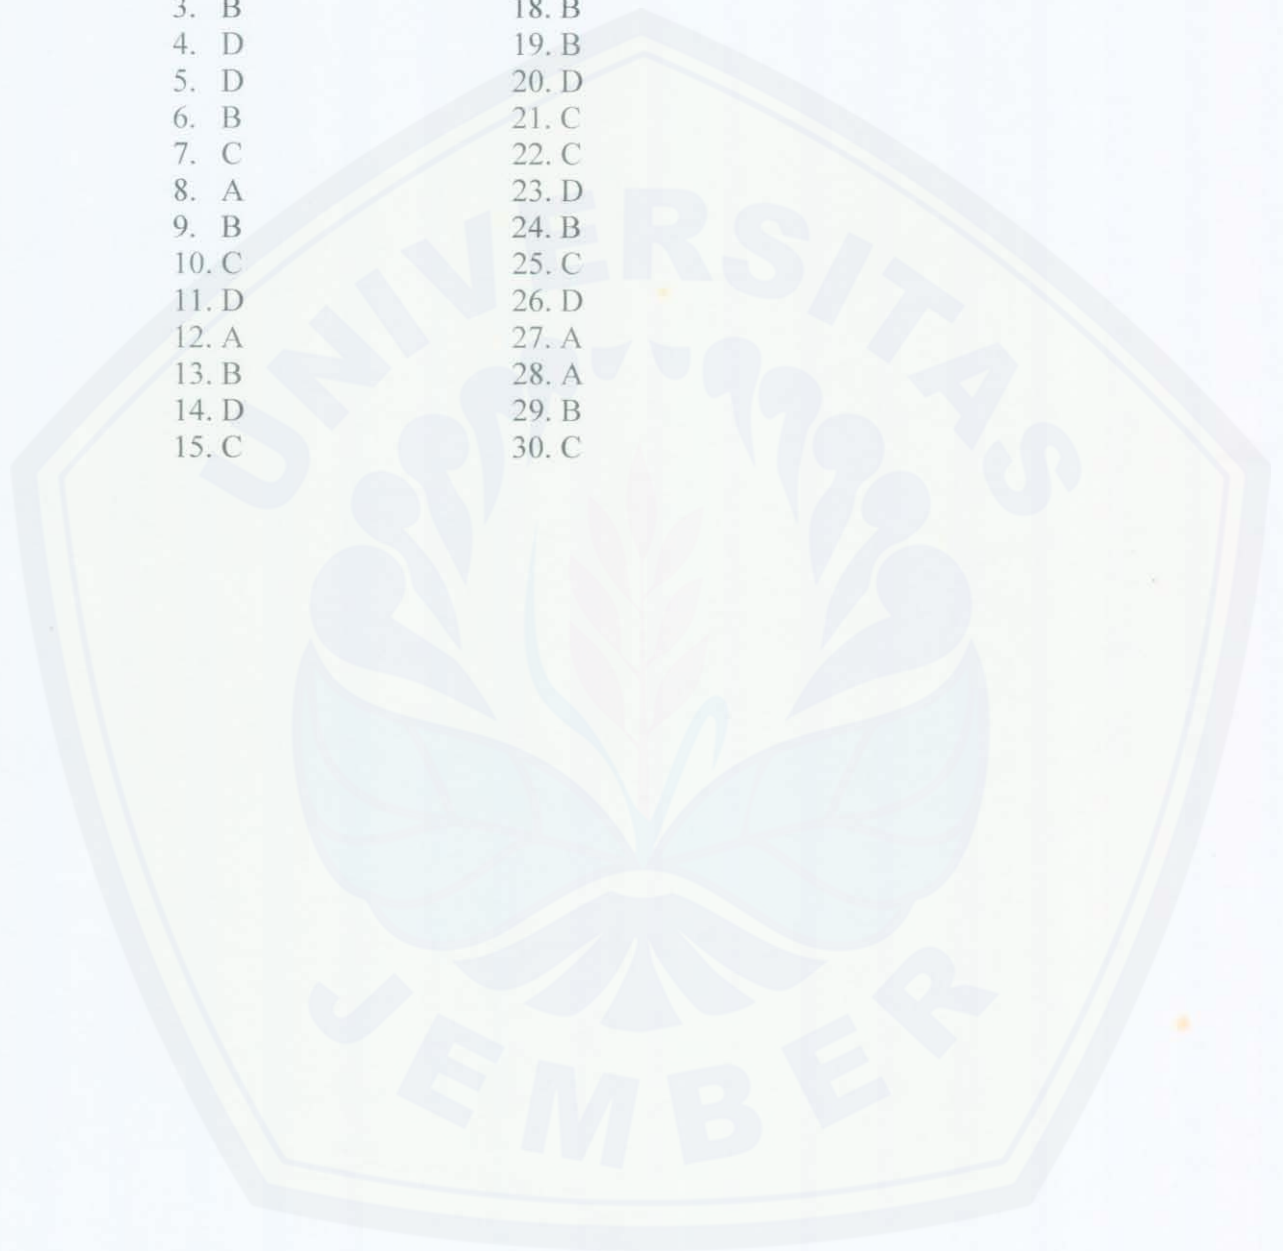 3. B
4. D
5. D
6. B
7. C
8. A
9. B
10. C
11. D
12. A
13. B
14. D
15. C
18. B
19. B
20. D
21. C
22. C
23. D
24. B
25. C
26. D
27. A
28. A
29. B
30. C
UNIVERSITAS
JEMBER